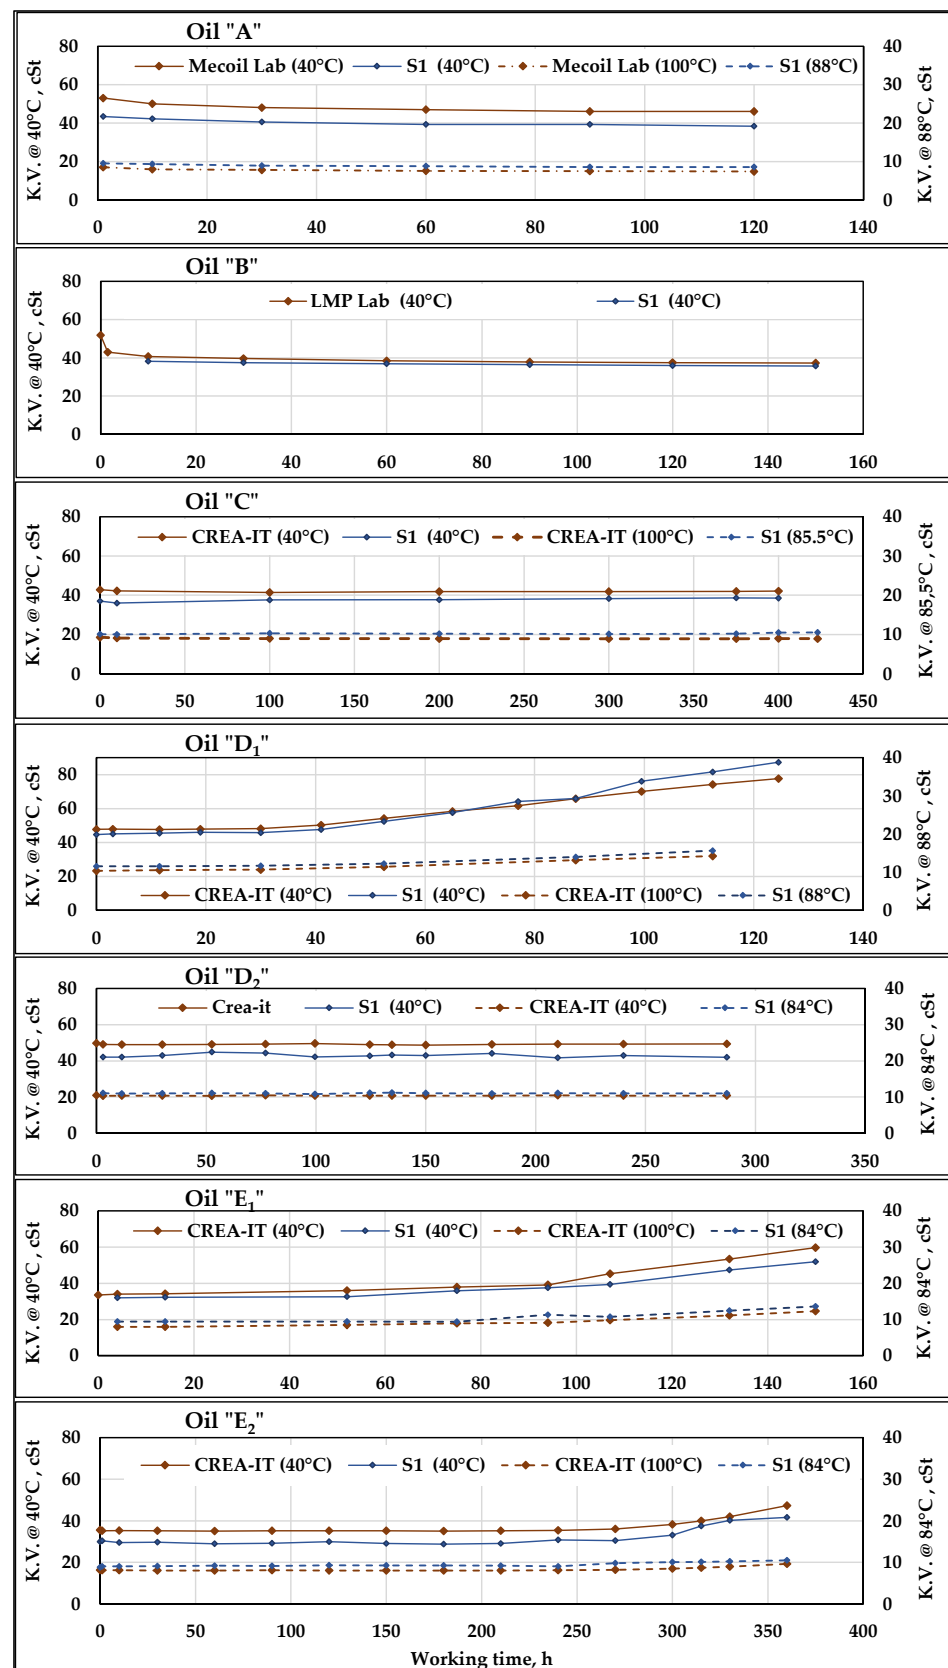 Oil "A"
80 40
Mecoil Lab (40°C) S1 (40°C) Mecoil Lab (100°C) S1 (88°C)
60 30
40 20
20 10
0 0
K.V. @ 40°C , cSt
K.V. @ 88°C, cSt
0 20 40 60 80 100 120 140
Oil "B"
80
LMP Lab (40°C) S1 (40°C)
60
40
20
0
K.V. @ 40°C , cSt
0 20 40 60 80 100 120 140 160
Oil "C"
80 40
CREA-IT (40°C) S1 (40°C) CREA-IT (100°C) S1 (85.5°C)
60 30
40 20
20 10
0 0
K.V. @ 40°C , cSt
K.V. @ 85,5°C , cSt
0 50 100 150 200 250 300 350 400 450
Oil "D1"
40
80
30
60
20
40
10
20
CREA-IT (40°C) S1 (40°C) CREA-IT (100°C) S1 (88°C)
0 0
K.V. @ 40°C , cSt
K.V. @ 88°C , cSt
0 20 40 60 80 100 120 140
Oil "D2"
80 40
Crea-it S1 (40°C) CREA-IT (40°C) S1 (84°C)
60 30
40 20
20 10
0 0
K.V. @ 40°C , cSt
K.V. @ 84°C , cSt
0 50 100 150 200 250 300 350
Oil "E1"
80 40
CREA-IT (40°C) S1 (40°C) CREA-IT (100°C) S1 (84°C)
60 30
40 20
20 10
0 0
K.V. @ 40°C , cSt
K.V. @ 84°C , cSt
0 20 40 60 80 100 120 140 160
Oil "E2"
80 40
CREA-IT (40°C) S1 (40°C) CREA-IT (100°C) S1 (84°C)
60 30
40 20
20 10
0 0
K.V. @ 40°C , cSt
K.V. @ 84°C , cSt
0 50 100 150 200 250 300 350 400
Working time, h